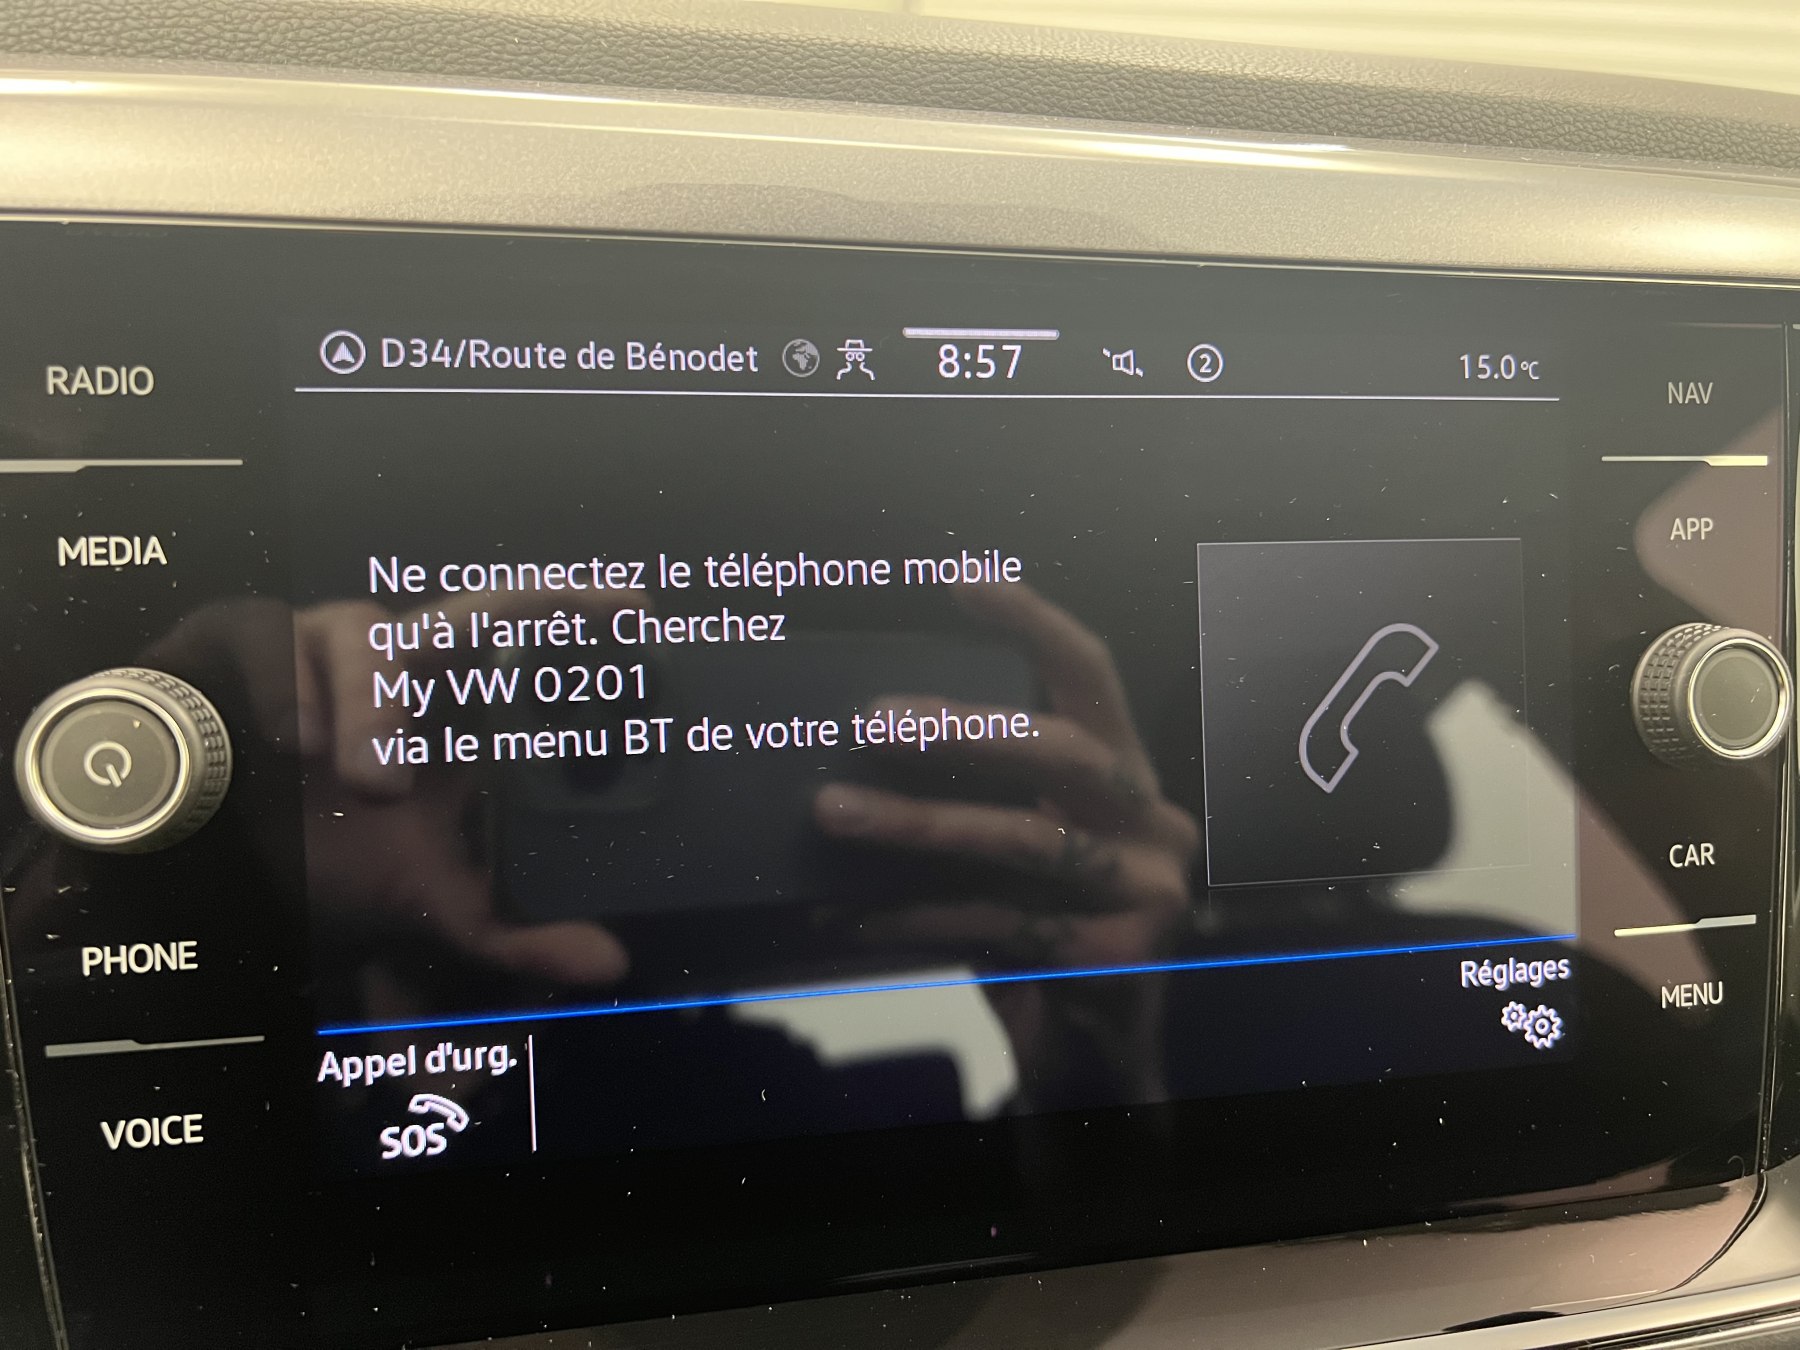 RADIO
MEDIA
PHONE
VOICE
D34/Route de Bénodet
8:57
2
15.0°C
Ne connectez le téléphone mobile
qu'à l'arrêt. Cherchez
My VW 0201
via le menu BT de votre téléphone.
Réglages
Appel d'urg.
SOS
NAV
APP
CAR
MENU